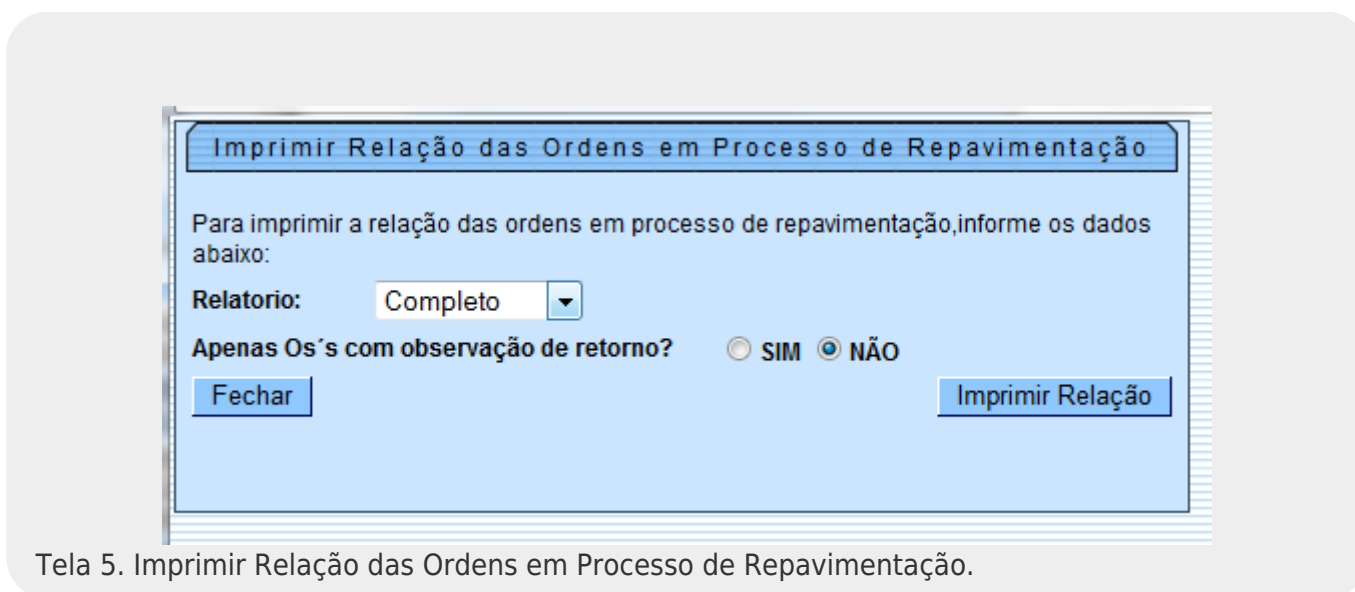 Imprimir Relação das Ordens em Processo de Repavimentação
Para imprimir a relação das ordens em processo de repavimentação,informe os dados
abaixo:
Relatorio: Completo
Apenas Os´s com observação de retorno? SIM NÃO
Fechar Imprimir Relação
Tela 5. Imprimir Relação das Ordens em Processo de Repavimentação.